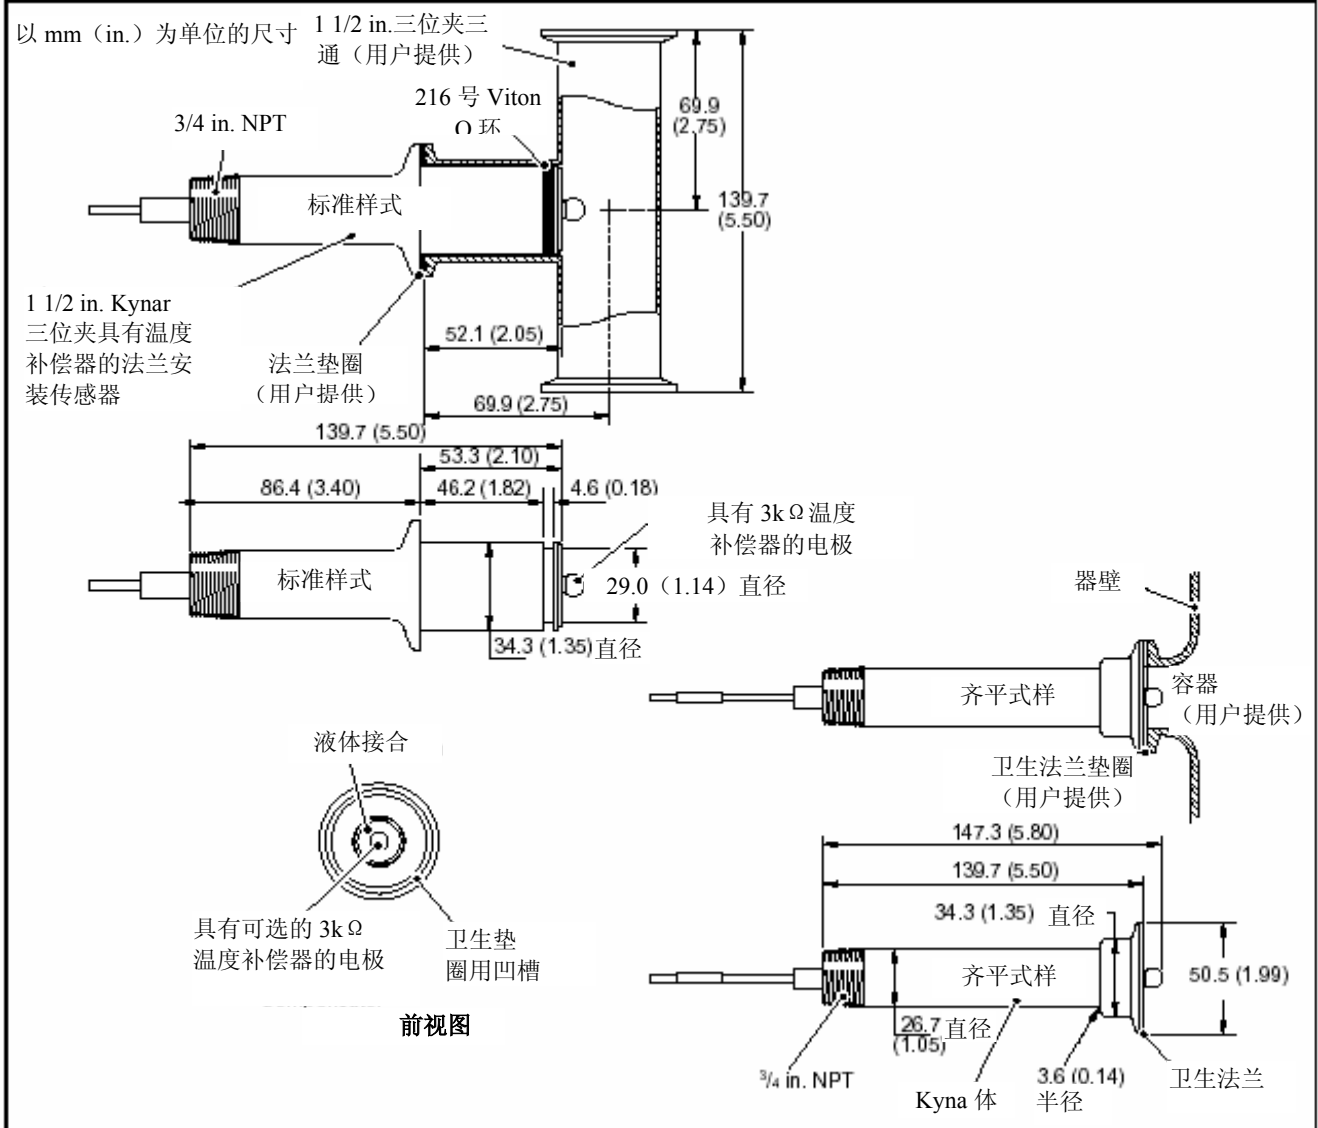 以 mm（in.）为单位的尺寸
1 1/2 in.三位夹三
通（用户提供）
216 号 Viton
O 环
3/4 in. NPT
标准样式
69.9
(2.75)
139.7
(5.50)
1 1/2 in. Kynar
三位夹具有温度
补偿器的法兰安
装传感器
法兰垫圈
（用户提供）
52.1 (2.05)
69.9 (2.75)
139.7 (5.50)
53.3 (2.10)
86.4 (3.40)
46.2 (1.82)
4.6 (0.18)
具有 3k Ω 温度
补偿器的电极
标准样式
29.0（1.14）直径
34.3 (1.35)直径
器壁
齐平式样
容器
（用户提供）
卫生法兰垫圈
（用户提供）
液体接合
具有可选的 3k Ω
温度补偿器的电极
卫生垫
圈用凹槽
前视图
147.3 (5.80)
139.7 (5.50)
34.3 (1.35) 直径
齐平式样
50.5 (1.99)
26.7 直径
(1.05)
3/4 in. NPT
Kyna 体
3.6 (0.14)
半径
卫生法兰